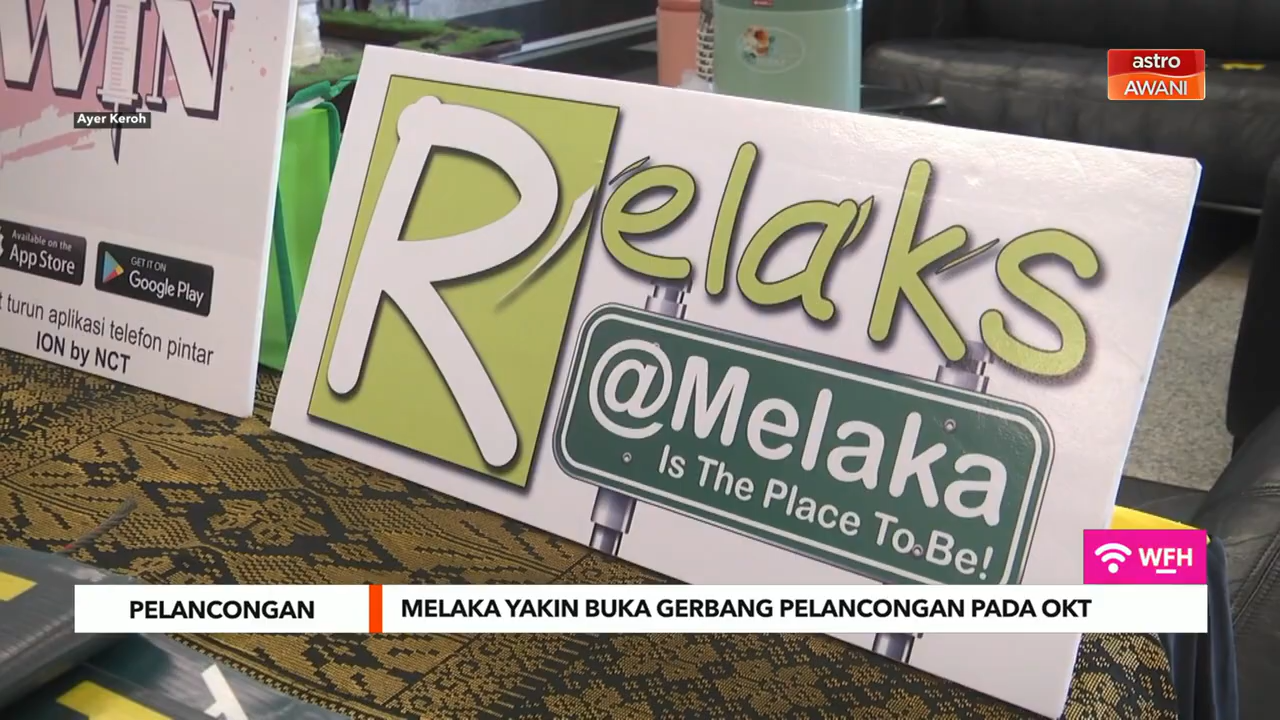 WIN
Ayer Keroh
Available on the
App Store
GET IT ON
Google Play
turun aplikasi telefon pintar
ION by NCT
Relaks
@Melaka
Is The Place To Be!
astro
AWANI
WFH
PELANCONGAN
MELAKA YAKIN BUKA GERBANG PELANCONGAN PADA OKT